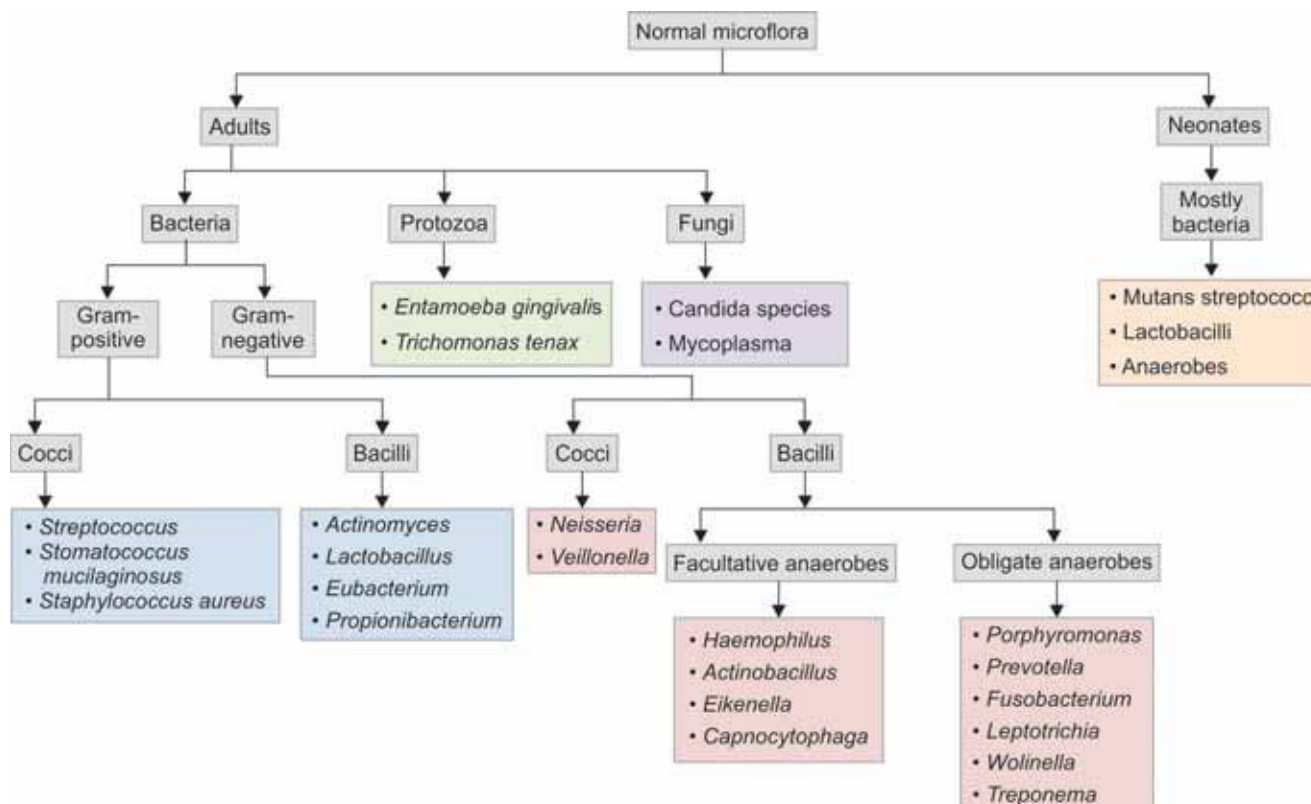 Normal microflora
Adults
Neonates
Bacteria
Protozoa
Fungi
Mostly
bacteria
Gram-
positive
Gram-
negative
• Entamoeba gingivalis
• Trichomonas tenax
• Candida species
• Mycoplasma
• Mutans streptococc
• Lactobacilli
• Anaerobes
Cocci
Bacilli
Cocci
Bacilli
• Streptococcus
• Stomatococcus
mucilaginosus
• Staphylococcus aureus
• Actinomyces
• Lactobacillus
• Eubacterium
• Propionibacterium
• Neisseria
• Veillonella
Facultative anaerobes
Obligate anaerobes
• Haemophilus
• Actinobacillus
• Eikenella
• Capnocytophaga
• Porphyromonas
• Prevotella
• Fusobacterium
• Leptotrichia
• Wolinella
• Treponema